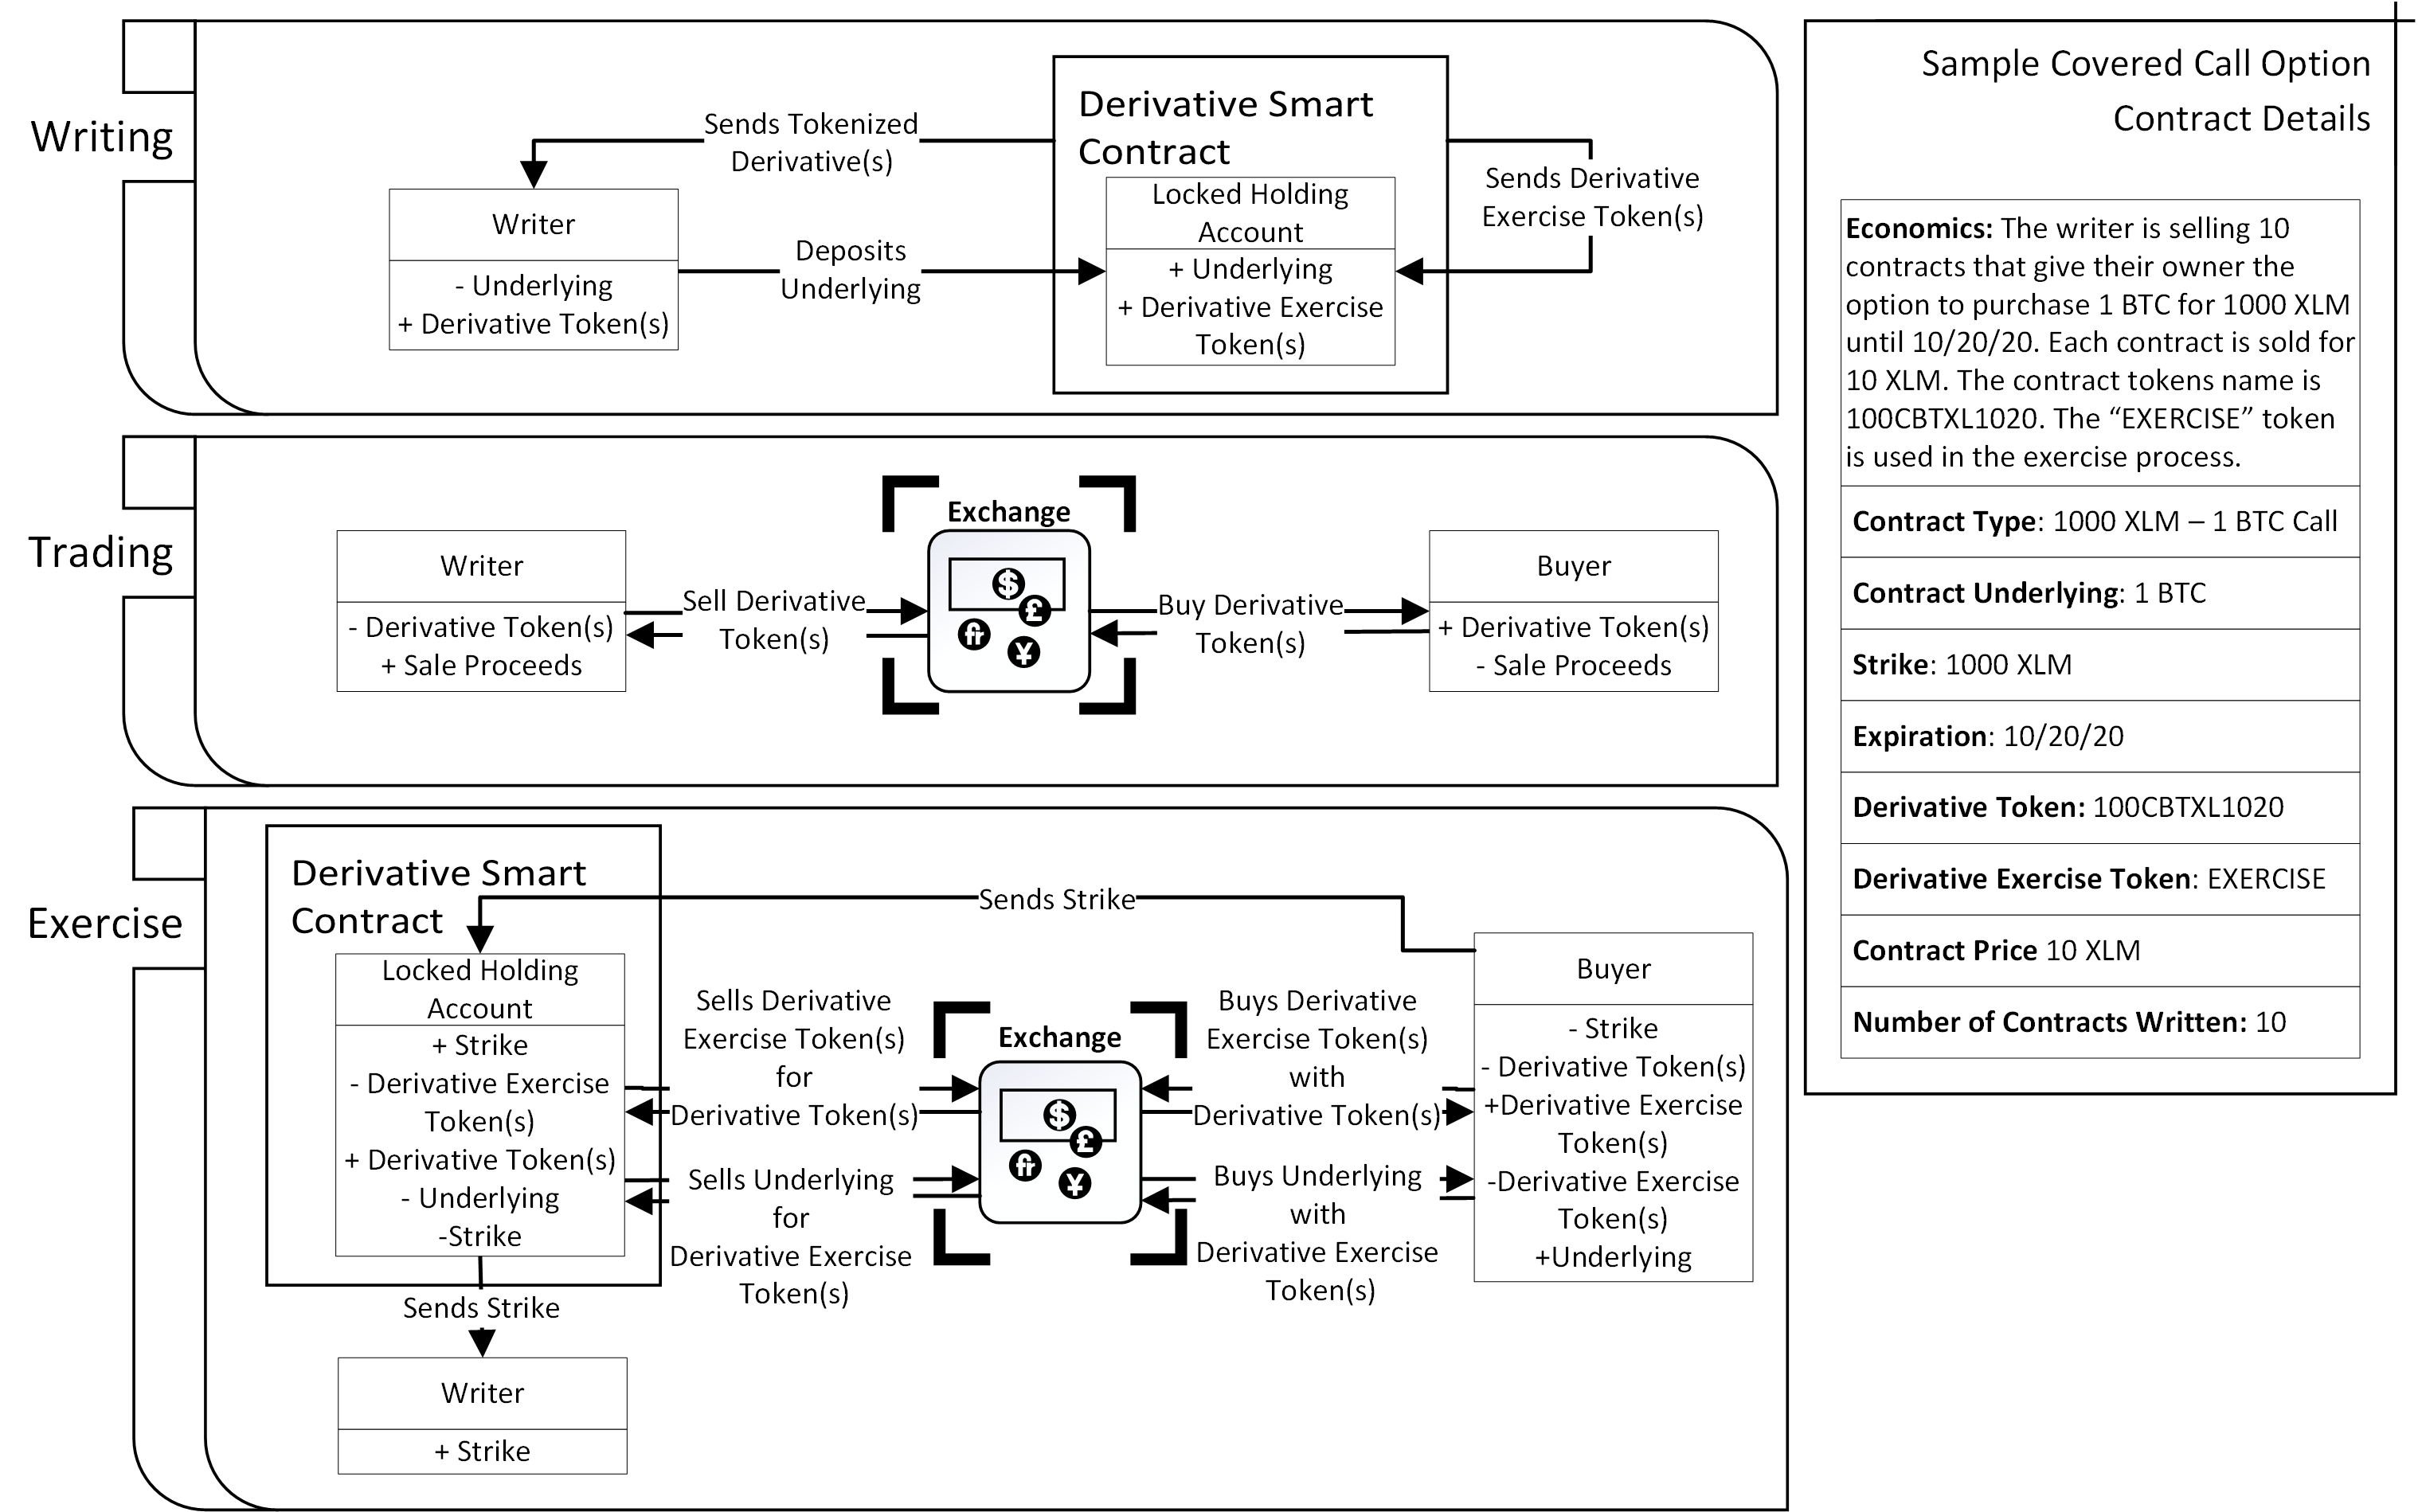 Writing
Sends Tokenized
Derivative(s)
Derivative Smart
Contract
Sends Derivative
Exercise Token(s)
Writer
- Underlying
+ Derivative Token(s)
Deposits
Underlying
Locked Holding
Account
+ Underlying
+ Derivative Exercise
Token(s)
Trading
Writer
- Derivative Token(s)
+ Sale Proceeds
Sell Derivative
Token(s)
Exchange
$
£
fr
¥
Buy Derivative
Token(s)
Buyer
+ Derivative Token(s)
- Sale Proceeds
Exercise
Derivative Smart
Contract
Sends Strike
Locked Holding
Account
+ Strike
- Derivative Exercise
Token(s)
+ Derivative Token(s)
- Underlying
-Strike
Sells Derivative
Exercise Token(s)
for
Derivative Token(s)
Sells Underlying
for
Derivative Exercise
Token(s)
Exchange
$
£
fr
¥
Buys Derivative
Exercise Token(s)
with
Derivative Token(s)
Buys Underlying
with
Derivative Exercise
Token(s)
Buyer
- Strike
- Derivative Token(s)
+Derivative Exercise
Token(s)
-Derivative Exercise
Token(s)
+Underlying
Sends Strike
Writer
+ Strike
Sample Covered Call Option
Contract Details
Economics: The writer is selling 10
contracts that give their owner the
option to purchase 1 BTC for 1000 XLM
until 10/20/20. Each contract is sold for
10 XLM. The contract tokens name is
100CBTXL1020. The “EXERCISE” token
is used in the exercise process.
Contract Type: 1000 XLM – 1 BTC Call
Contract Underlying: 1 BTC
Strike: 1000 XLM
Expiration: 10/20/20
Derivative Token: 100CBTXL1020
Derivative Exercise Token: EXERCISE
Contract Price 10 XLM
Number of Contracts Written: 10